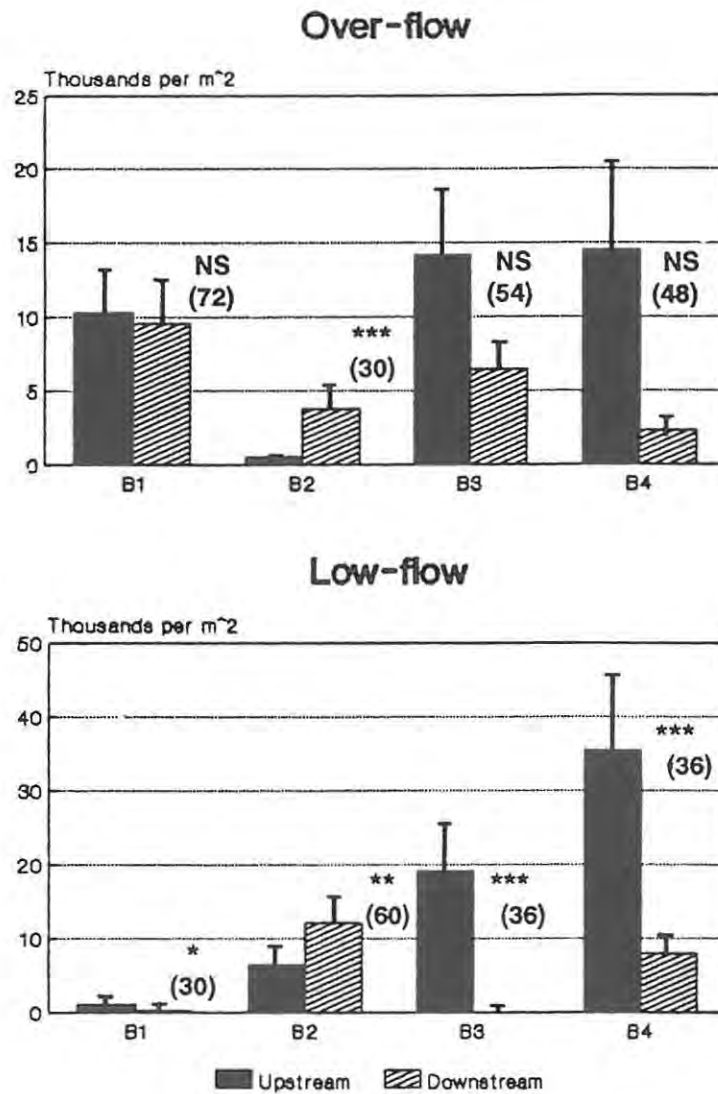 Over-flow
Thousands per m^2
25
20
15
10
5
0
NS
(72)
***
(30)
NS
(54)
NS
(48)
B1 B2 B3 B4
Low-flow
Thousands per m^2
50
40
30
20
10
0
*
(30)
**
(60)
***
(36)
***
(36)
B1 B2 B3 B4
Upstream Downstream